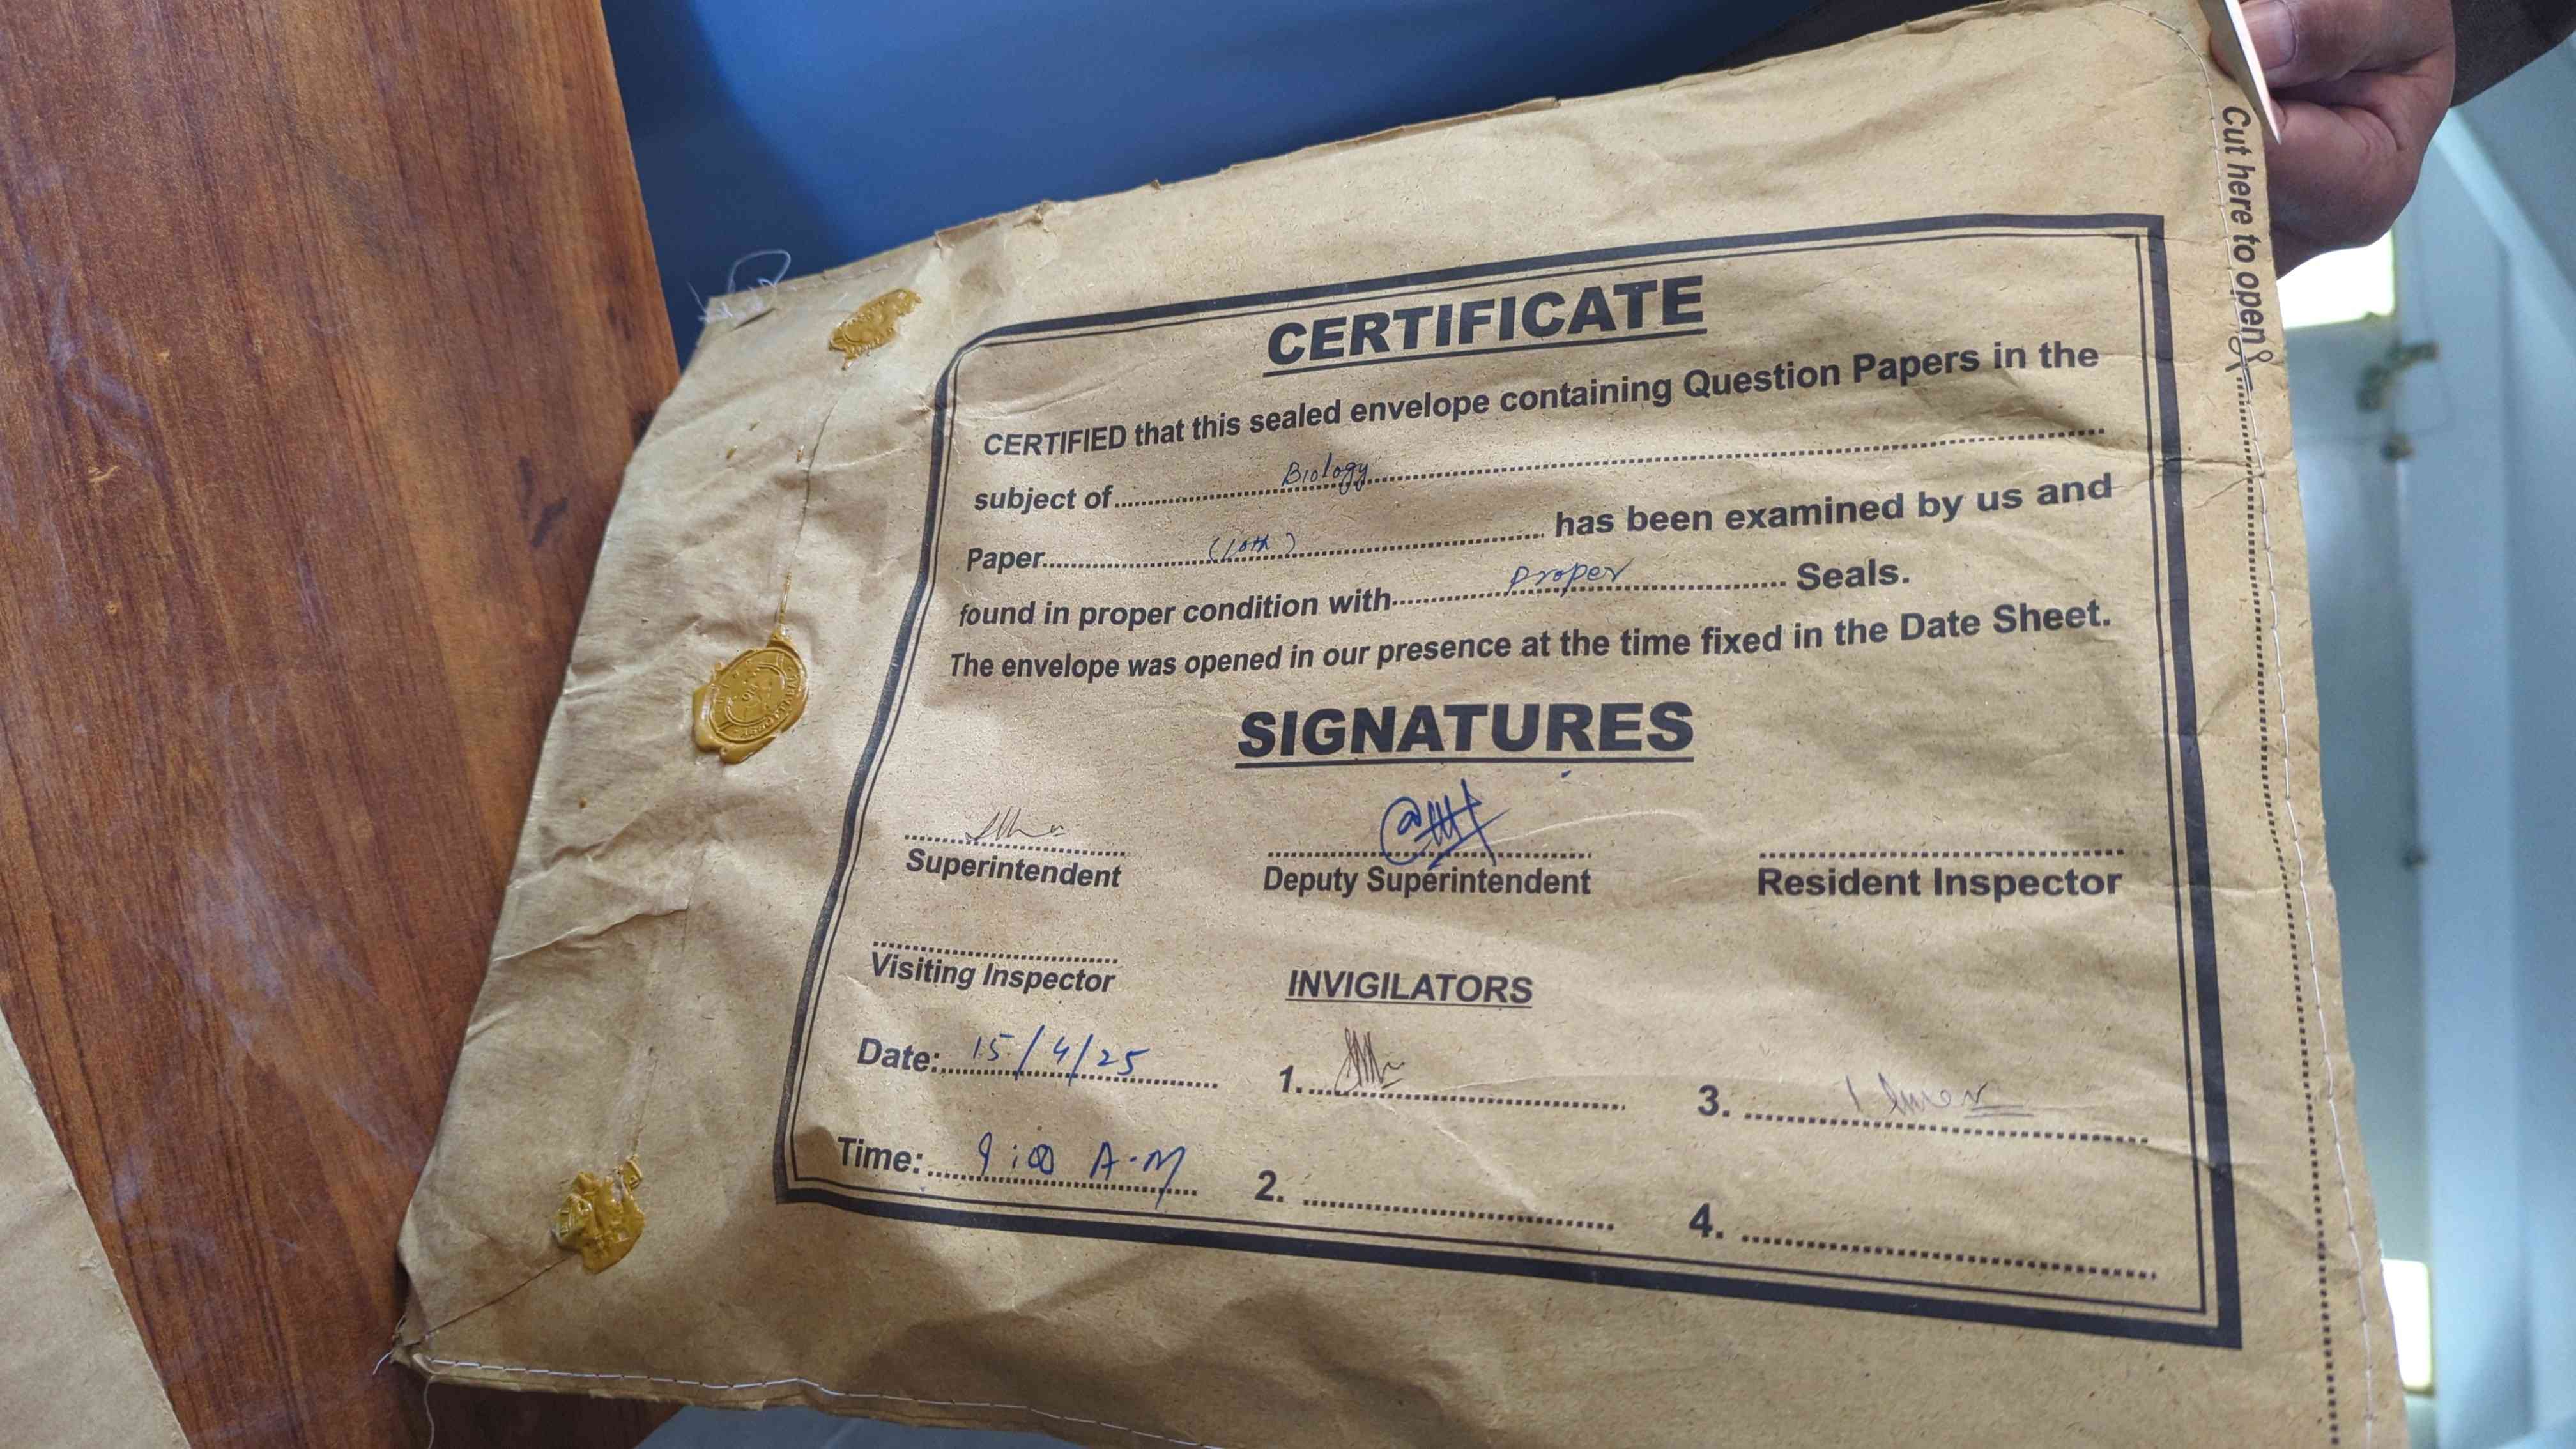 Cut here to open
CERTIFICATE
CERTIFIED that this sealed envelope containing Question Papers in the
subject of Biology
Paper (10th) has been examined by us and
found in proper condition with proper Seals.
The envelope was opened in our presence at the time fixed in the Date Sheet.
SIGNATURES
Superintendent Deputy Superintendent Resident Inspector
Visiting Inspector INVIGILATORS
Date: 15/4/25 1. 3.
Time: 9:00 A.M 2. 4.